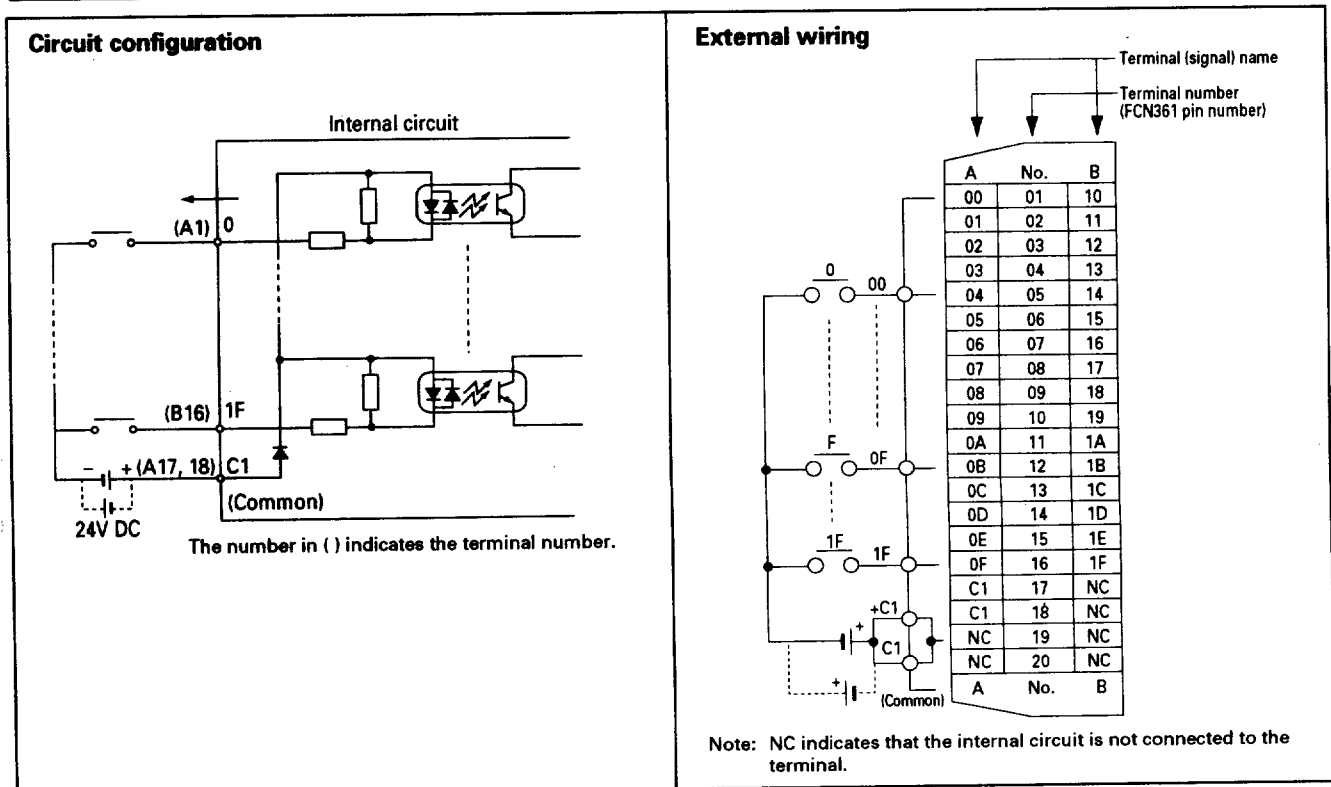 Circuit configuration
Internal circuit
(A1) 0
(B16) 1F
- + (A17, 18) C1
(Common)
24V DC
The number in ( ) indicates the terminal number.
External wiring
Terminal (signal) name
Terminal number
(FCN361 pin number)
A No. B
00 01 10
01 02 11
02 03 12
03 04 13
04 05 14
05 06 15
06 07 16
07 08 17
08 09 18
09 10 19
0A 11 1A
0B 12 1B
0C 13 1C
0D 14 1D
0E 15 1E
0F 16 1F
C1 17 NC
C1 18 NC
NC 19 NC
NC 20 NC
A No. B
0 00
F 0F
1F 1F
+C1
+ C1
+
(Common)
Note: NC indicates that the internal circuit is not connected to the
terminal.